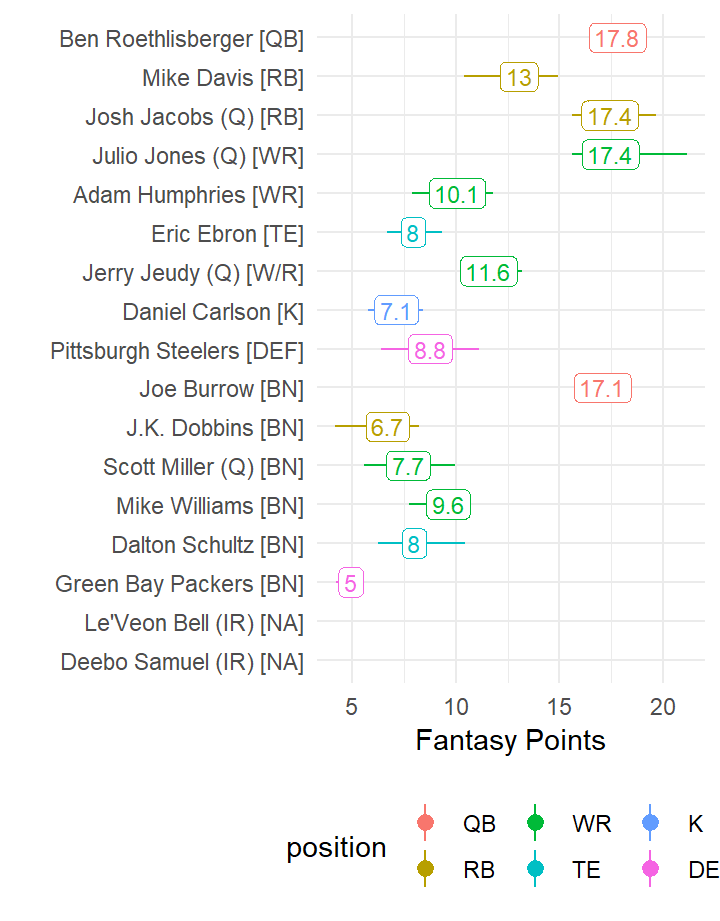 Ben Roethlisberger [QB] 17.8
Mike Davis [RB] 13
Josh Jacobs (Q) [RB] 17.4
Julio Jones (Q) [WR] 17.4
Adam Humphries [WR] 10.1
Eric Ebron [TE] 8
Jerry Jeudy (Q) [W/R] 11.6
Daniel Carlson [K] 7.1
Pittsburgh Steelers [DEF] 8.8
Joe Burrow [BN] 17.1
J.K. Dobbins [BN] 6.7
Scott Miller (Q) [BN] 7.7
Mike Williams [BN] 9.6
Dalton Schultz [BN] 8
Green Bay Packers [BN] 5
Le'Veon Bell (IR) [NA]
Deebo Samuel (IR) [NA]
5 10 15 20
Fantasy Points
position
QB WR K
RB TE DE